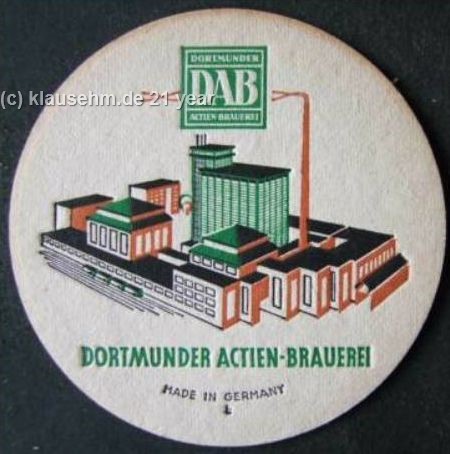 DORTMUNDER
DAB
ACTIEN-BRAUEREI
(c) klausehm.de 21 year
DORTMUNDER ACTIEN-BRAUEREI
MADE IN GERMANY
L